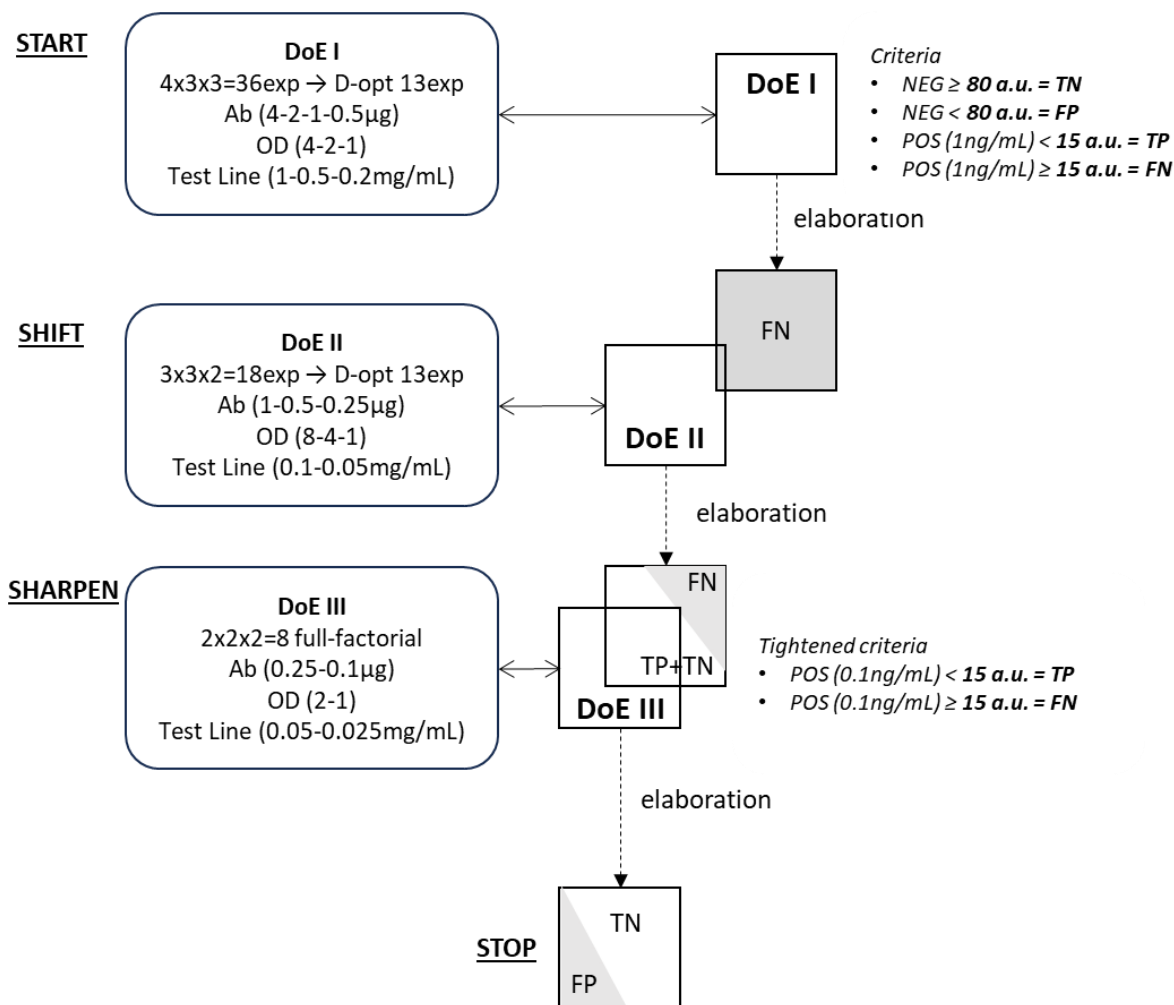 START
DoE I
4x3x3=36exp → D-opt 13exp
Ab (4-2-1-0.5µg)
OD (4-2-1)
Test Line (1-0.5-0.2mg/mL)
DoE I
Criteria
• NEG ≥ 80 a.u. = TN
• NEG < 80 a.u. = FP
• POS (1ng/mL) < 15 a.u. = TP
• POS (1ng/mL) ≥ 15 a.u. = FN
elaboration
SHIFT
DoE II
3x3x2=18exp → D-opt 13exp
Ab (1-0.5-0.25µg)
OD (8-4-1)
Test Line (0.1-0.05mg/mL)
FN
DoE II
elaboration
SHARPEN
DoE III
2x2x2=8 full-factorial
Ab (0.25-0.1µg)
OD (2-1)
Test Line (0.05-0.025mg/mL)
FN
TP+TN
DoE III
Tightened criteria
• POS (0.1ng/mL) < 15 a.u. = TP
• POS (0.1ng/mL) ≥ 15 a.u. = FN
elaboration
STOP
TN
FP